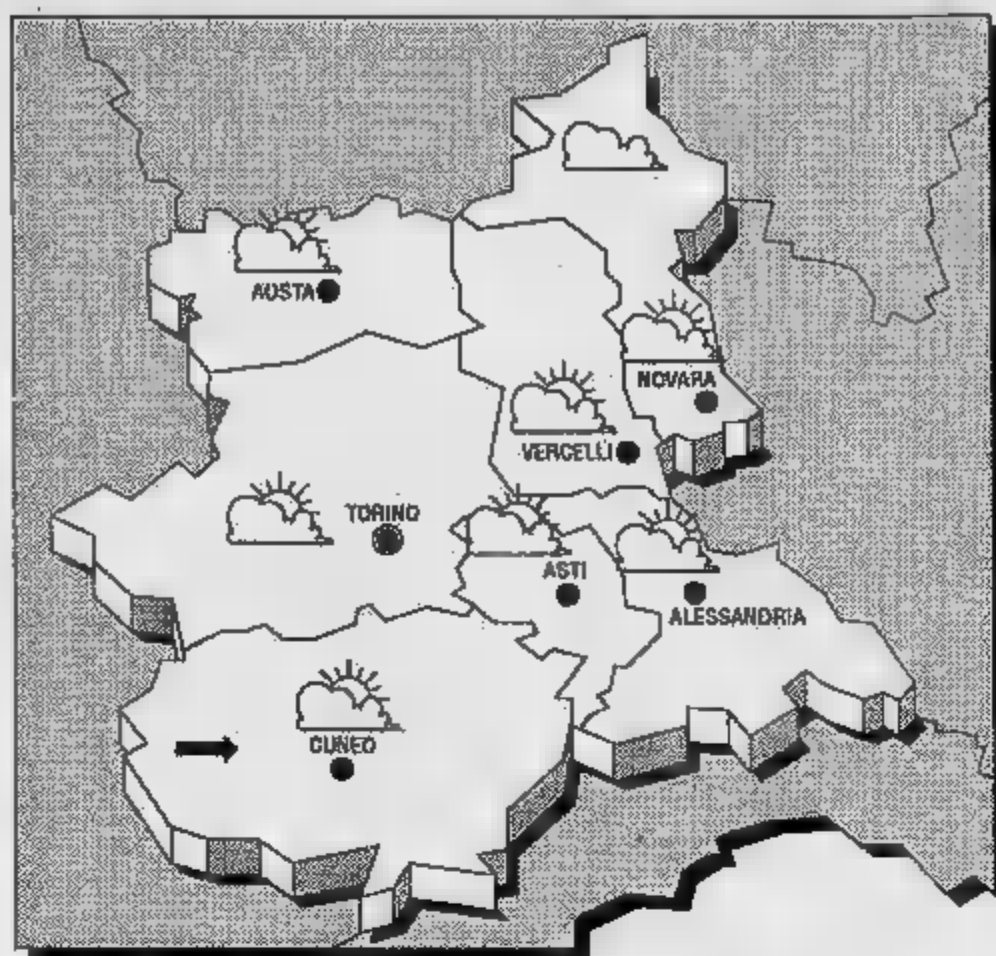 AOSTA
NOVARA
VERCELLI
TORINO
ASTI
ALESSANDRIA
CUNEO